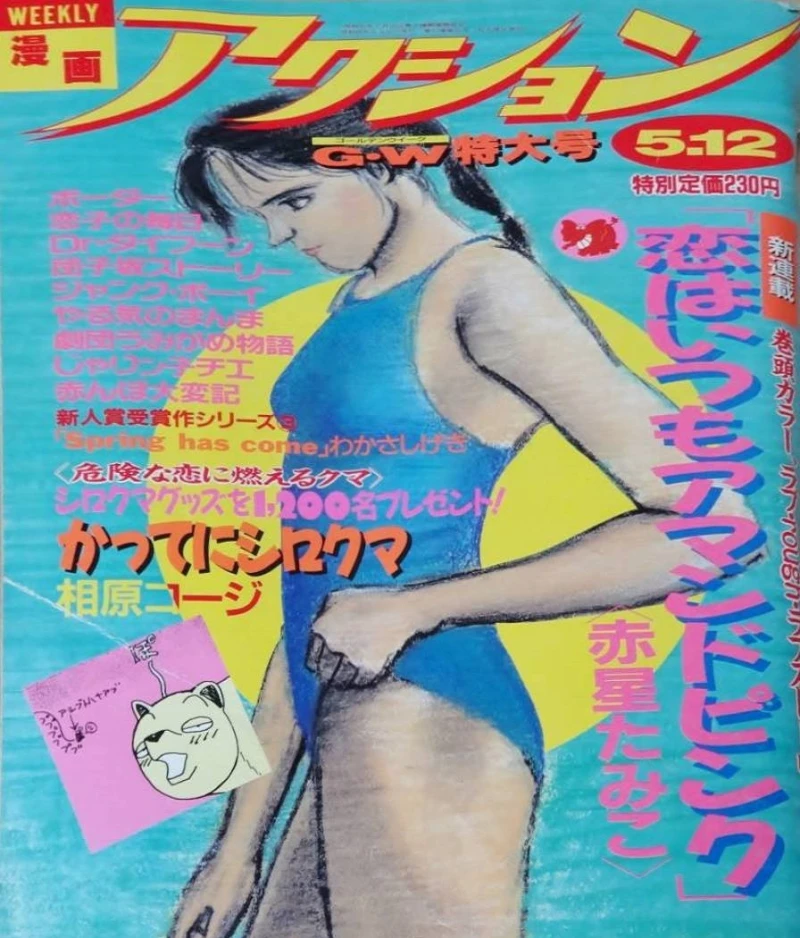 WEEKLY
漫画
アクション
ゴールデンウイーク
G・W特大号
5.12
特別定価230円
ボーダー
恋子の毎日
Drタイフーン
迷子家ストーリー
ジャンク・ボーイ
やる気のまんま
劇団うみがめ物語
じゃりン子チエ
赤んぼ大変記
新人賞受賞作シリーズ③
「Spring has come」わかさしげき
〈危険な恋に燃えるクマ〉
シロクマグッズを1,200名プレゼント!
かってにシロクマ
相原コージ
新連載
巻頭カラー
「恋はいつもアマンドピンク」
〈赤星たみこ〉